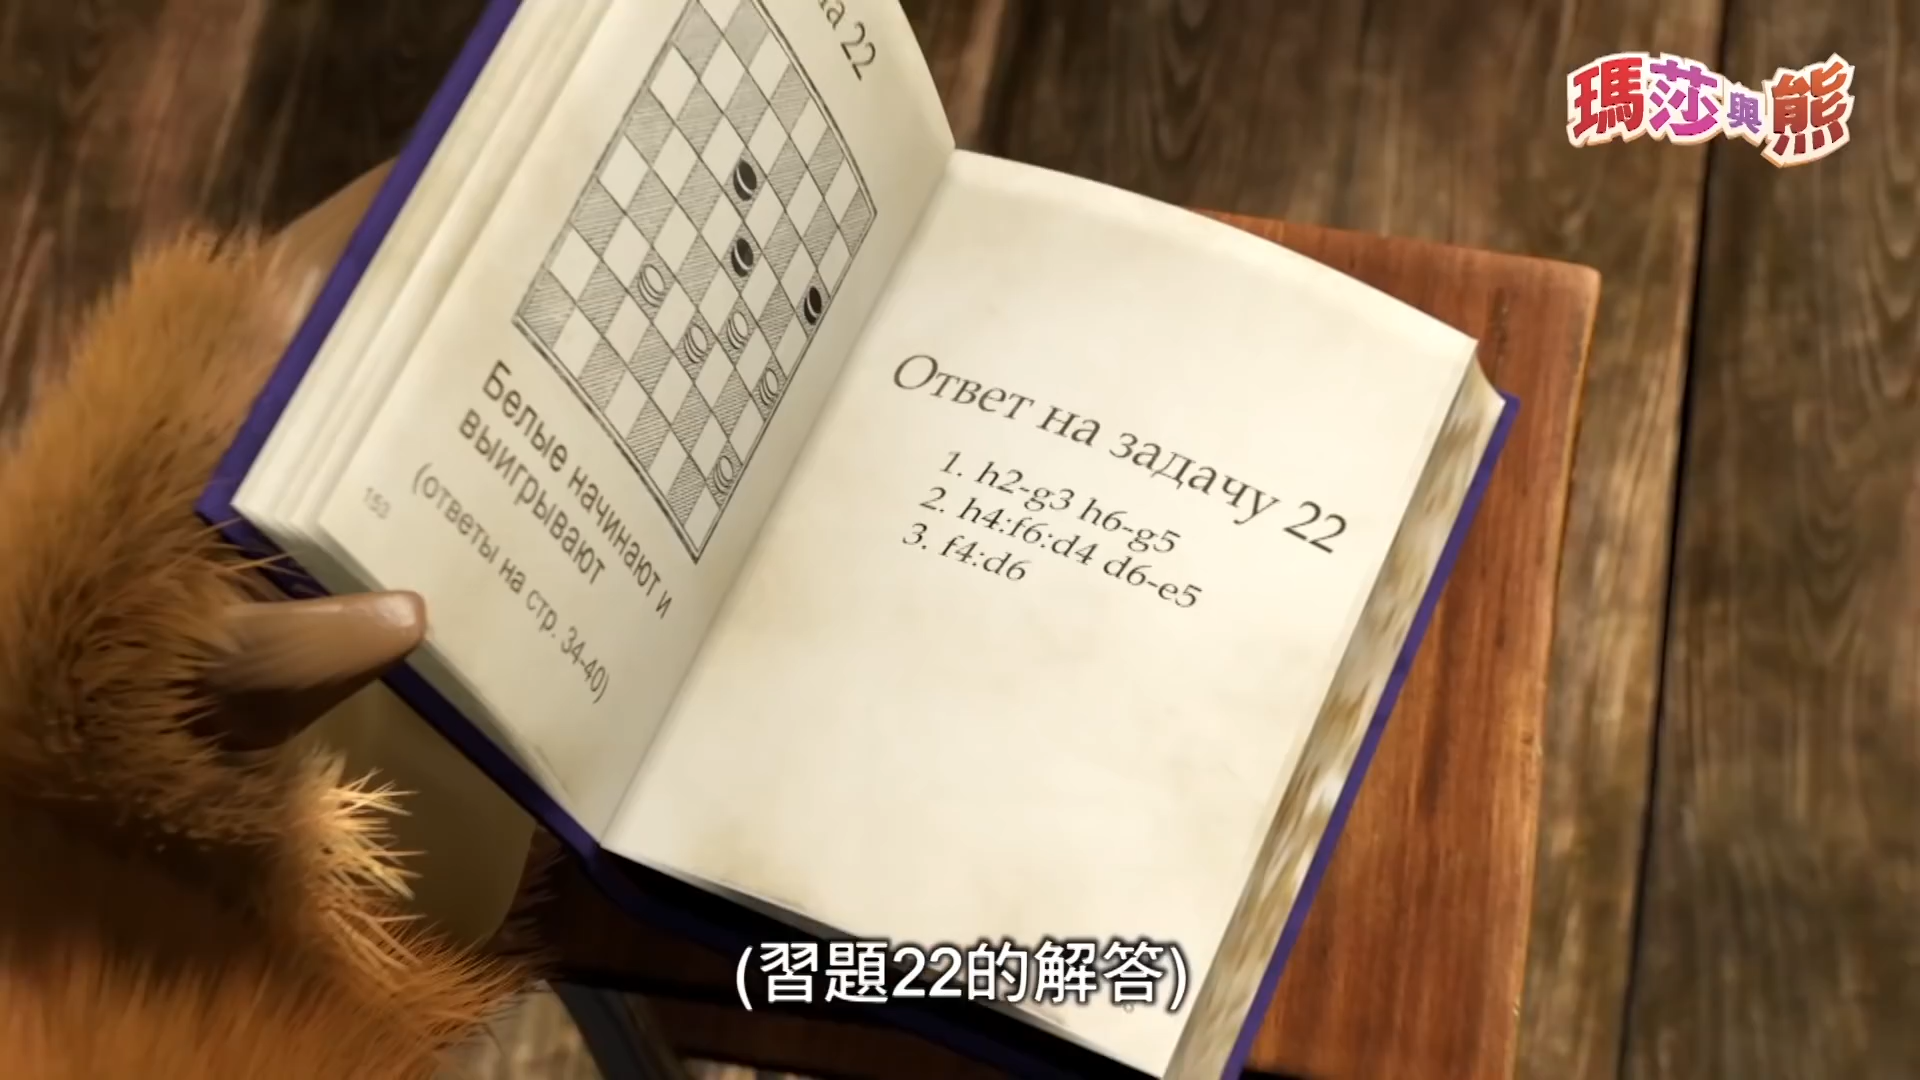 瑪莎與熊
на 22
Белые начинают и
выигрывают
(ответы на стр. 34-40)
153
Ответ на задачу 22
1. h2-g3 h6-g5
2. h4:f6:d4 d6-e5
3. f4:d6
(習題22的解答)